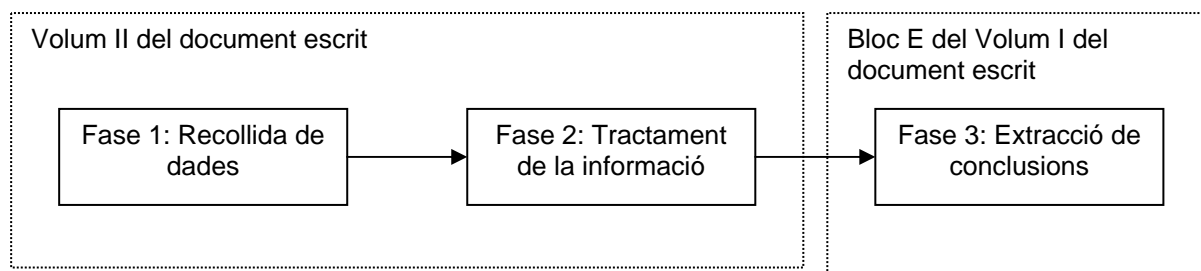 Volum II del document escrit
Bloc E del Volum I del
document escrit
Fase 1: Recollida de
dades
Fase 2: Tractament
de la informació
Fase 3: Extracció de
conclusions